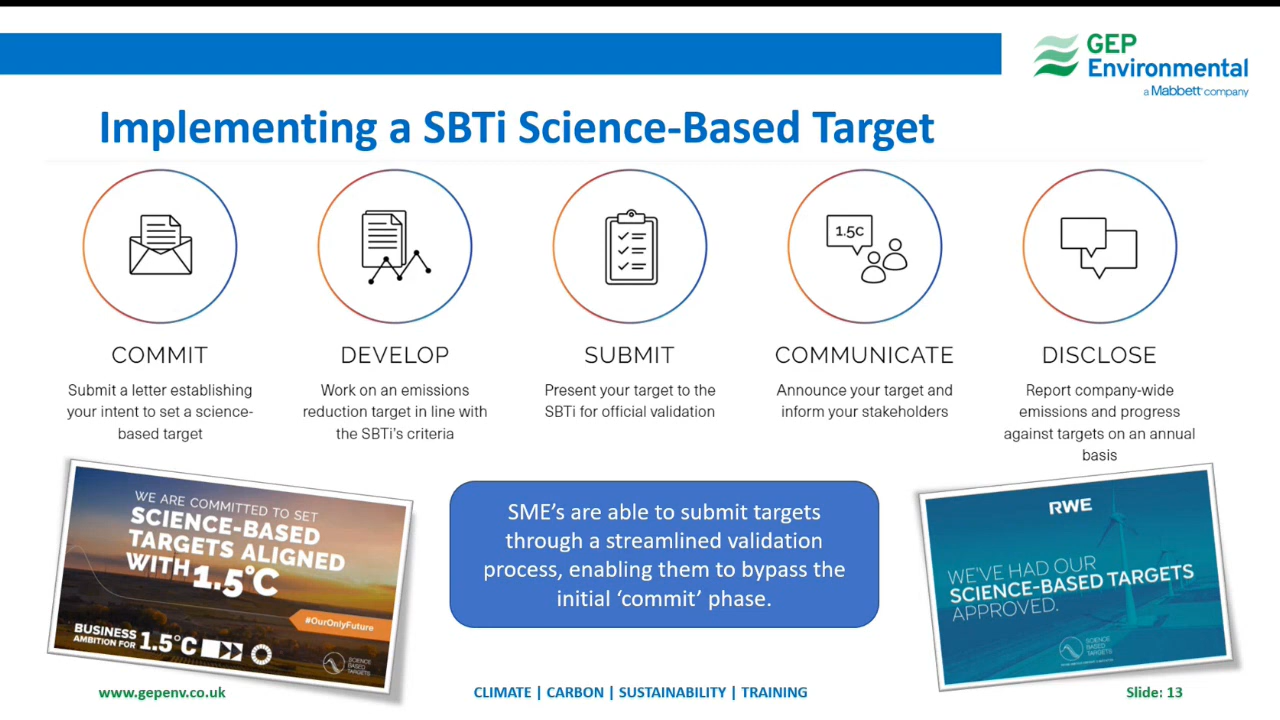 GEP
Environmental
a Mabbett company
Implementing a SBTi Science-Based Target
1.5c
COMMIT
Submit a letter establishing
your intent to set a science-
based target
DEVELOP
Work on an emissions
reduction target in line with
the SBTi's criteria
SUBMIT
Present your target to the
SBTi for official validation
COMMUNICATE
Announce your target and
inform your stakeholders
DISCLOSE
Report company-wide
emissions and progress
against targets on an annual
basis
WE ARE COMMITTED TO SET
SCIENCE-BASED
TARGETS ALIGNED
WITH 1.5°C
#OurOnlyFuture
BUSINESS
AMBITION FOR 1.5°C
SCIENCE
BASED
TARGETS
SME's are able to submit targets
through a streamlined validation
process, enabling them to bypass the
initial 'commit' phase.
RWE
WE'VE HAD OUR
SCIENCE-BASED TARGETS
APPROVED.
SCIENCE
BASED
TARGETS
www.gepenv.co.uk
CLIMATE | CARBON | SUSTAINABILITY | TRAINING
Slide: 13